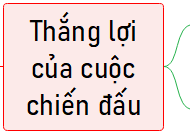 Thắng lợi
của cuộc
chiến đấu